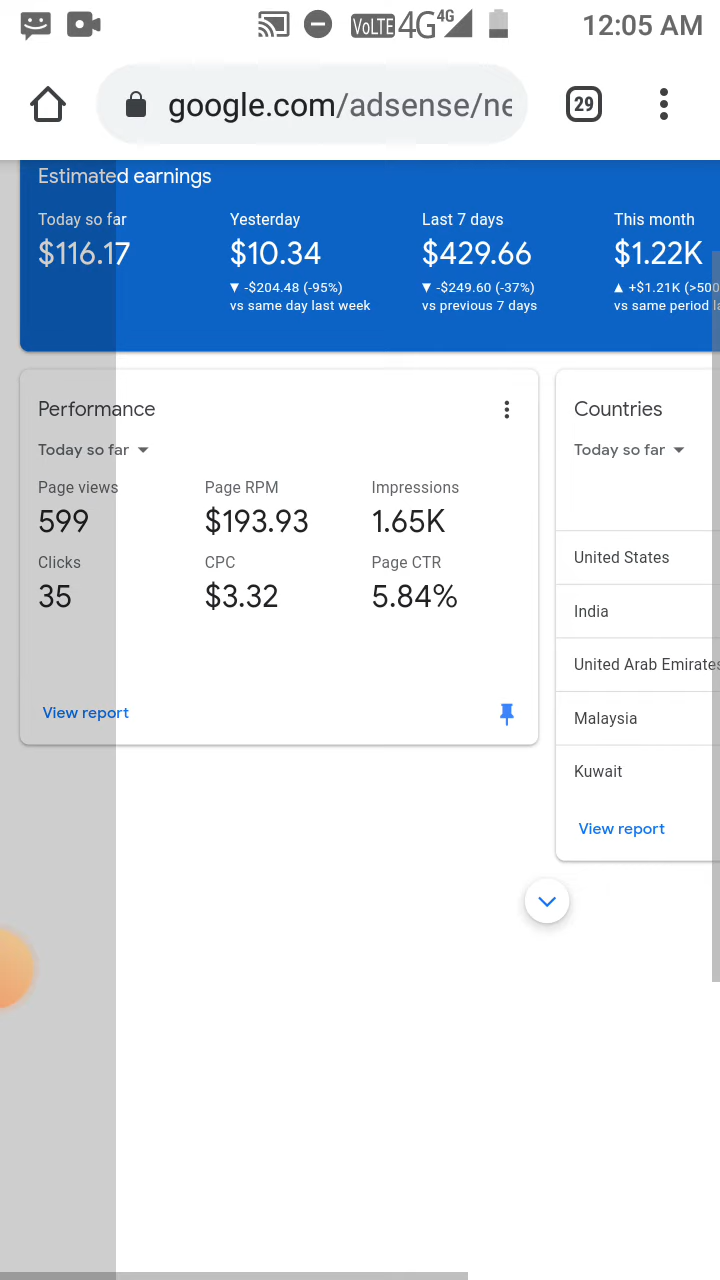 VoLTE 4G 4G 12:05 AM
google.com/adsense/ne 29
Estimated earnings
Today so far Yesterday Last 7 days This month
$116.17 $10.34 $429.66 $1.22K
▼ -$204.48 (-95%) ▼ -$249.60 (-37%) ▲ +$1.21K (>500
vs same day last week vs previous 7 days vs same period la
Performance
Today so far
Page views Page RPM Impressions
599 $193.93 1.65K
Clicks CPC Page CTR
35 $3.32 5.84%
View report
Countries
Today so far
United States
India
United Arab Emirates
Malaysia
Kuwait
View report